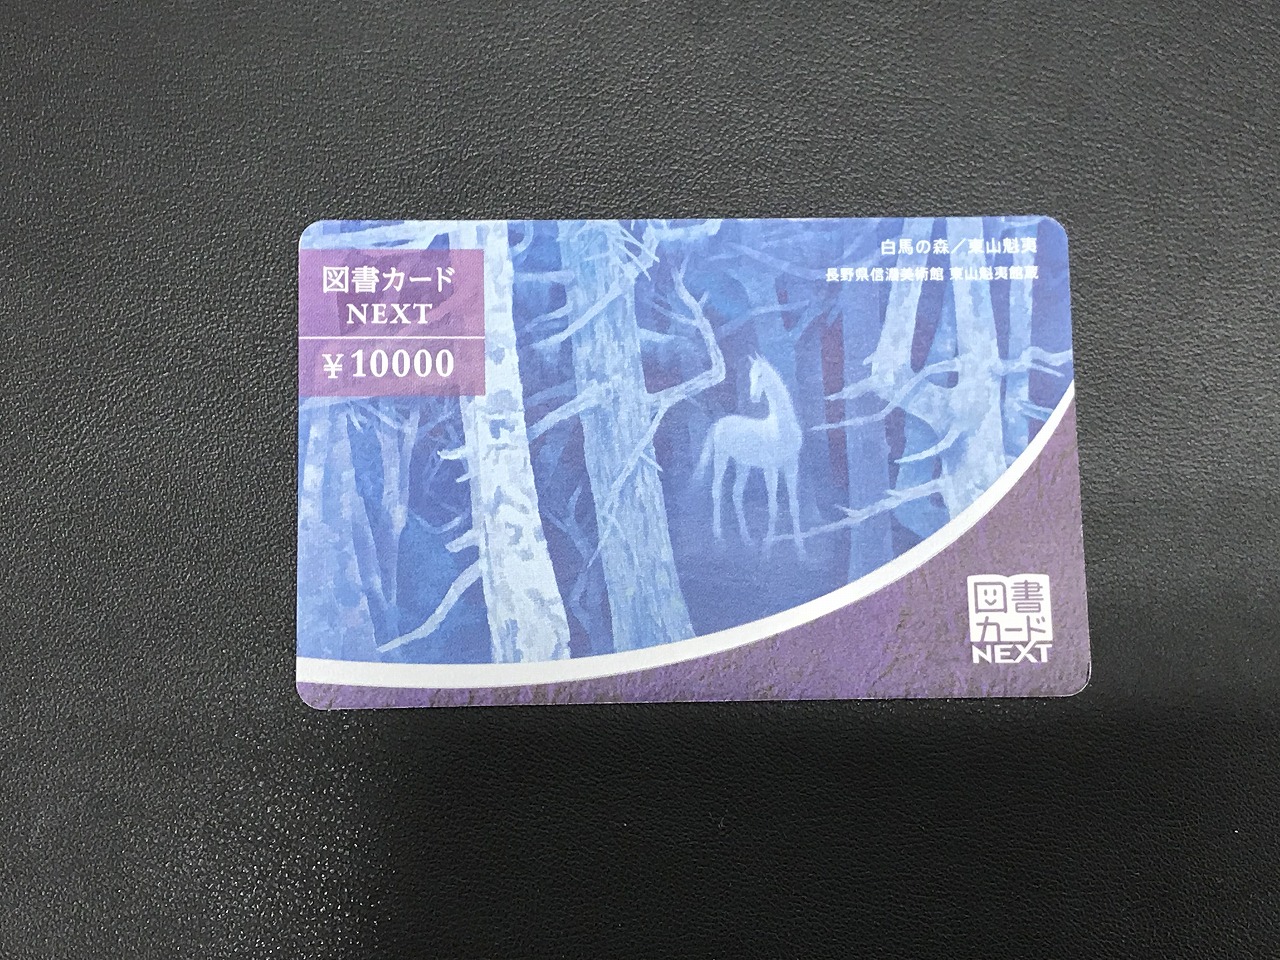 図書カード
NEXT
¥10000
白馬の森／東山魁夷
長野県信濃美術館 東山魁夷館蔵
図書
カード
NEXT